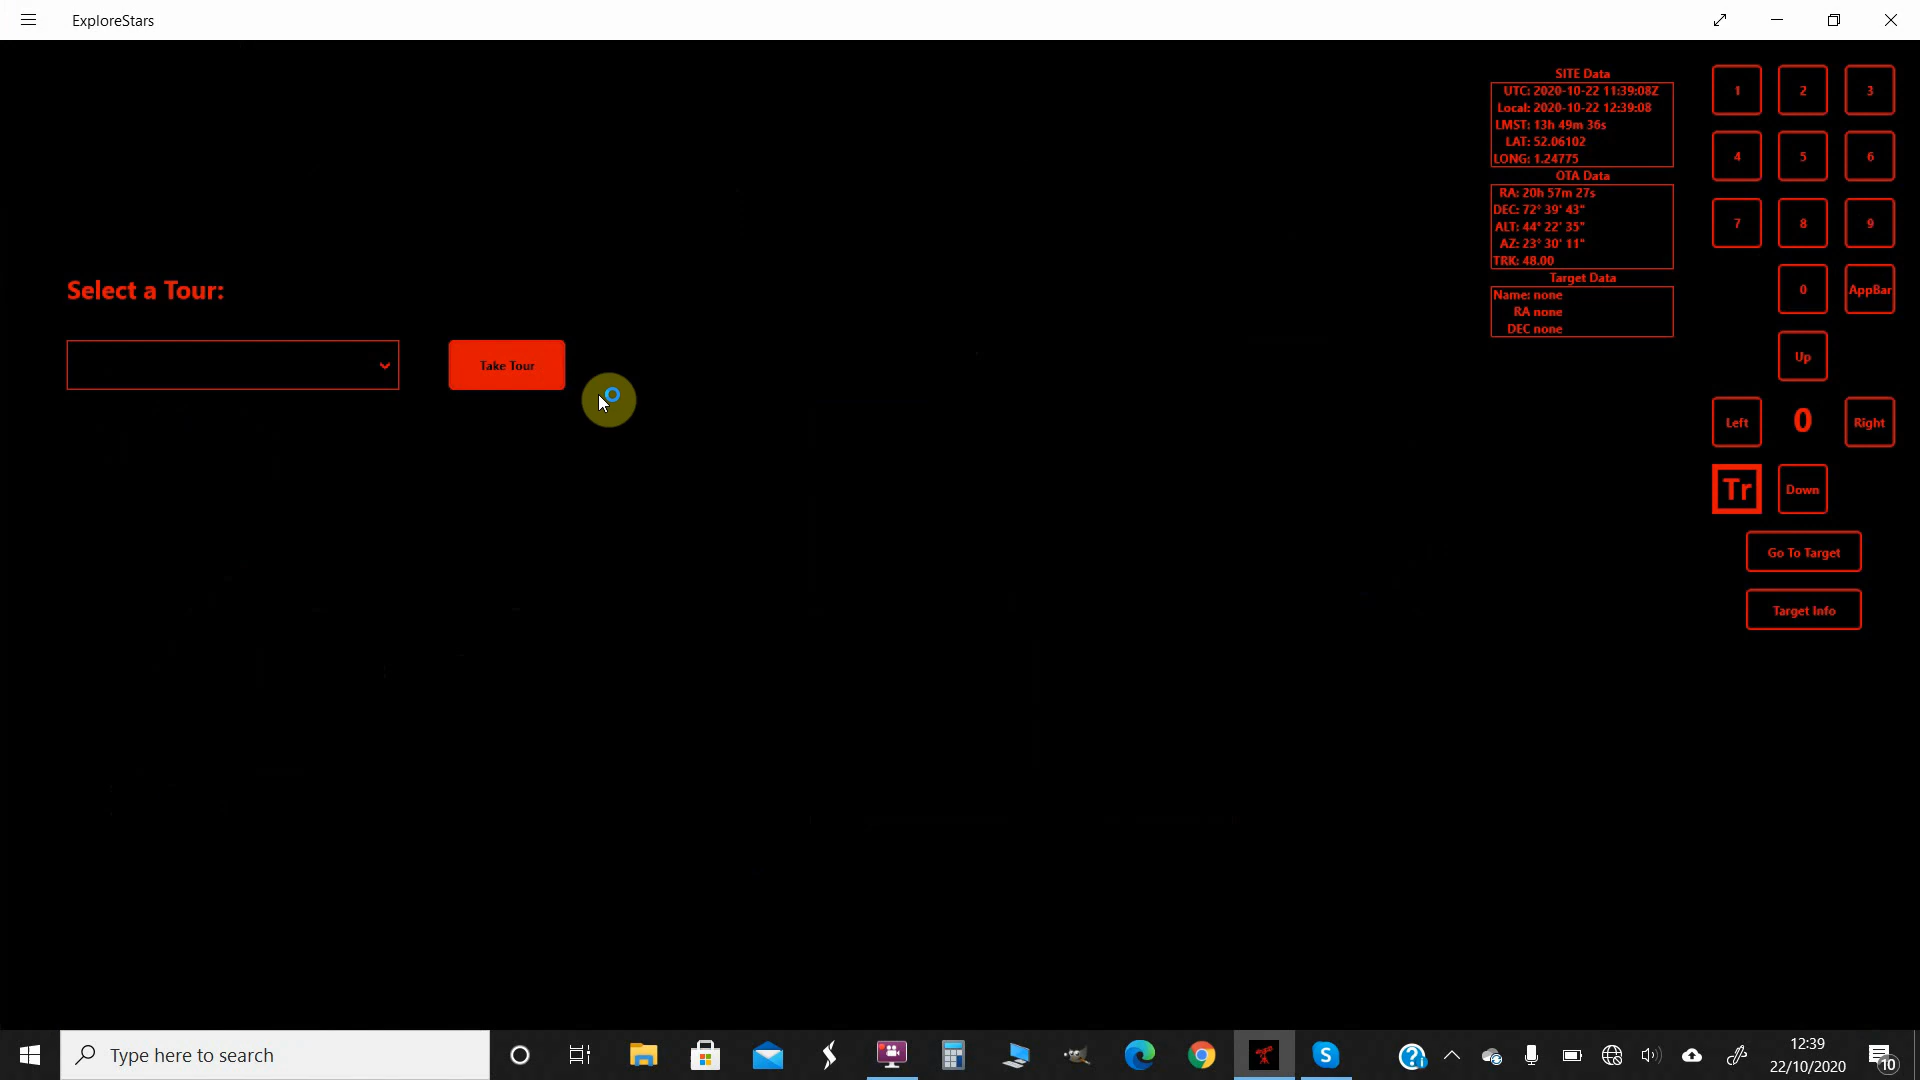 ExploreStars
SITE Data
UTC: 2020-10-22 11:39:08Z
Local: 2020-10-22 12:39:08
LMST: 13h 49m 36s
LAT: 52.06102
LONG: 1.24775
OTA Data
RA: 20h 57m 27s
DEC: 72° 39' 43"
ALT: 44° 22' 35"
AZ: 23° 30' 11"
TRK: 48.00
Target Data
Name: none
RA none
DEC none
1 2 3
4 5 6
7 8 9
0 AppBar
Up
Left 0 Right
Tr Down
Go To Target
Target Info
Select a Tour:
Take Tour
Type here to search
12:39
22/10/2020
10